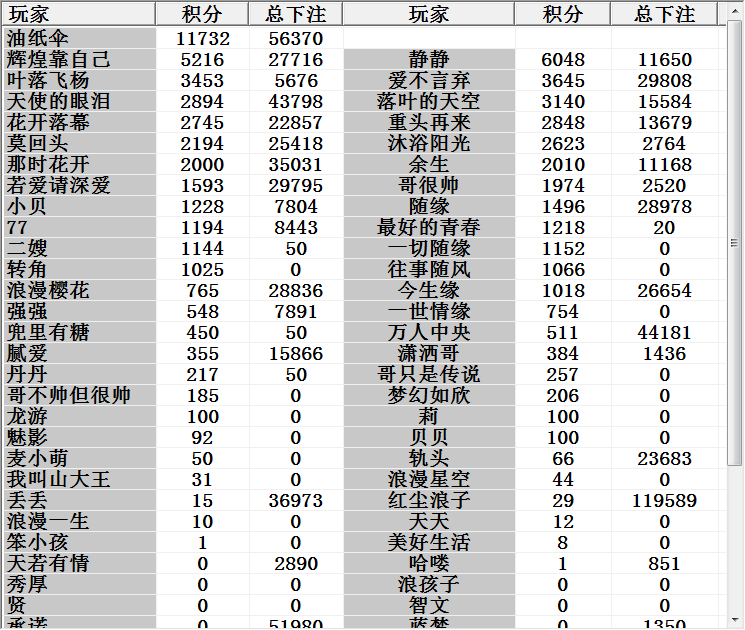 玩家 积分 总下注 玩家 积分 总下注
油纸伞 11732 56370
辉煌靠自己 5216 27716 静静 6048 11650
叶落飞杨 3453 5676 爱不言弃 3645 29808
天使的眼泪 2894 43798 落叶的天空 3140 15584
花开落幕 2745 22857 重头再来 2848 13679
莫回头 2194 25418 沐浴阳光 2623 2764
那时花开 2000 35031 余生 2010 11168
若爱请深爱 1593 29795 哥很帅 1974 2520
小贝 1228 7804 随缘 1496 28978
77 1194 8443 最好的青春 1218 20
二嫂 1144 50 一切随缘 1152 0
转角 1025 0 往事随风 1066 0
浪漫樱花 765 28836 今生缘 1018 26654
强强 548 7891 一世情缘 754 0
兜里有糖 450 50 万人中央 511 44181
腻爱 355 15866 潇洒哥 384 1436
丹丹 217 50 哥只是传说 257 0
哥不帅但很帅 185 0 梦幻如欣 206 0
龙游 100 0 莉 100 0
魅影 92 0 贝贝 100 0
麦小萌 50 0 轨头 66 23683
我叫山大王 31 0 浪漫星空 44 0
丢丢 15 36973 红尘浪子 29 119589
浪漫一生 10 0 天天 12 0
笨小孩 1 0 美好生活 8 0
天若有情 0 2890 哈喽 1 851
秀厚 0 0 浪孩子 0 0
贤 0 0 智文 0 0
承诺 0 51980 蓝梦 0 1350